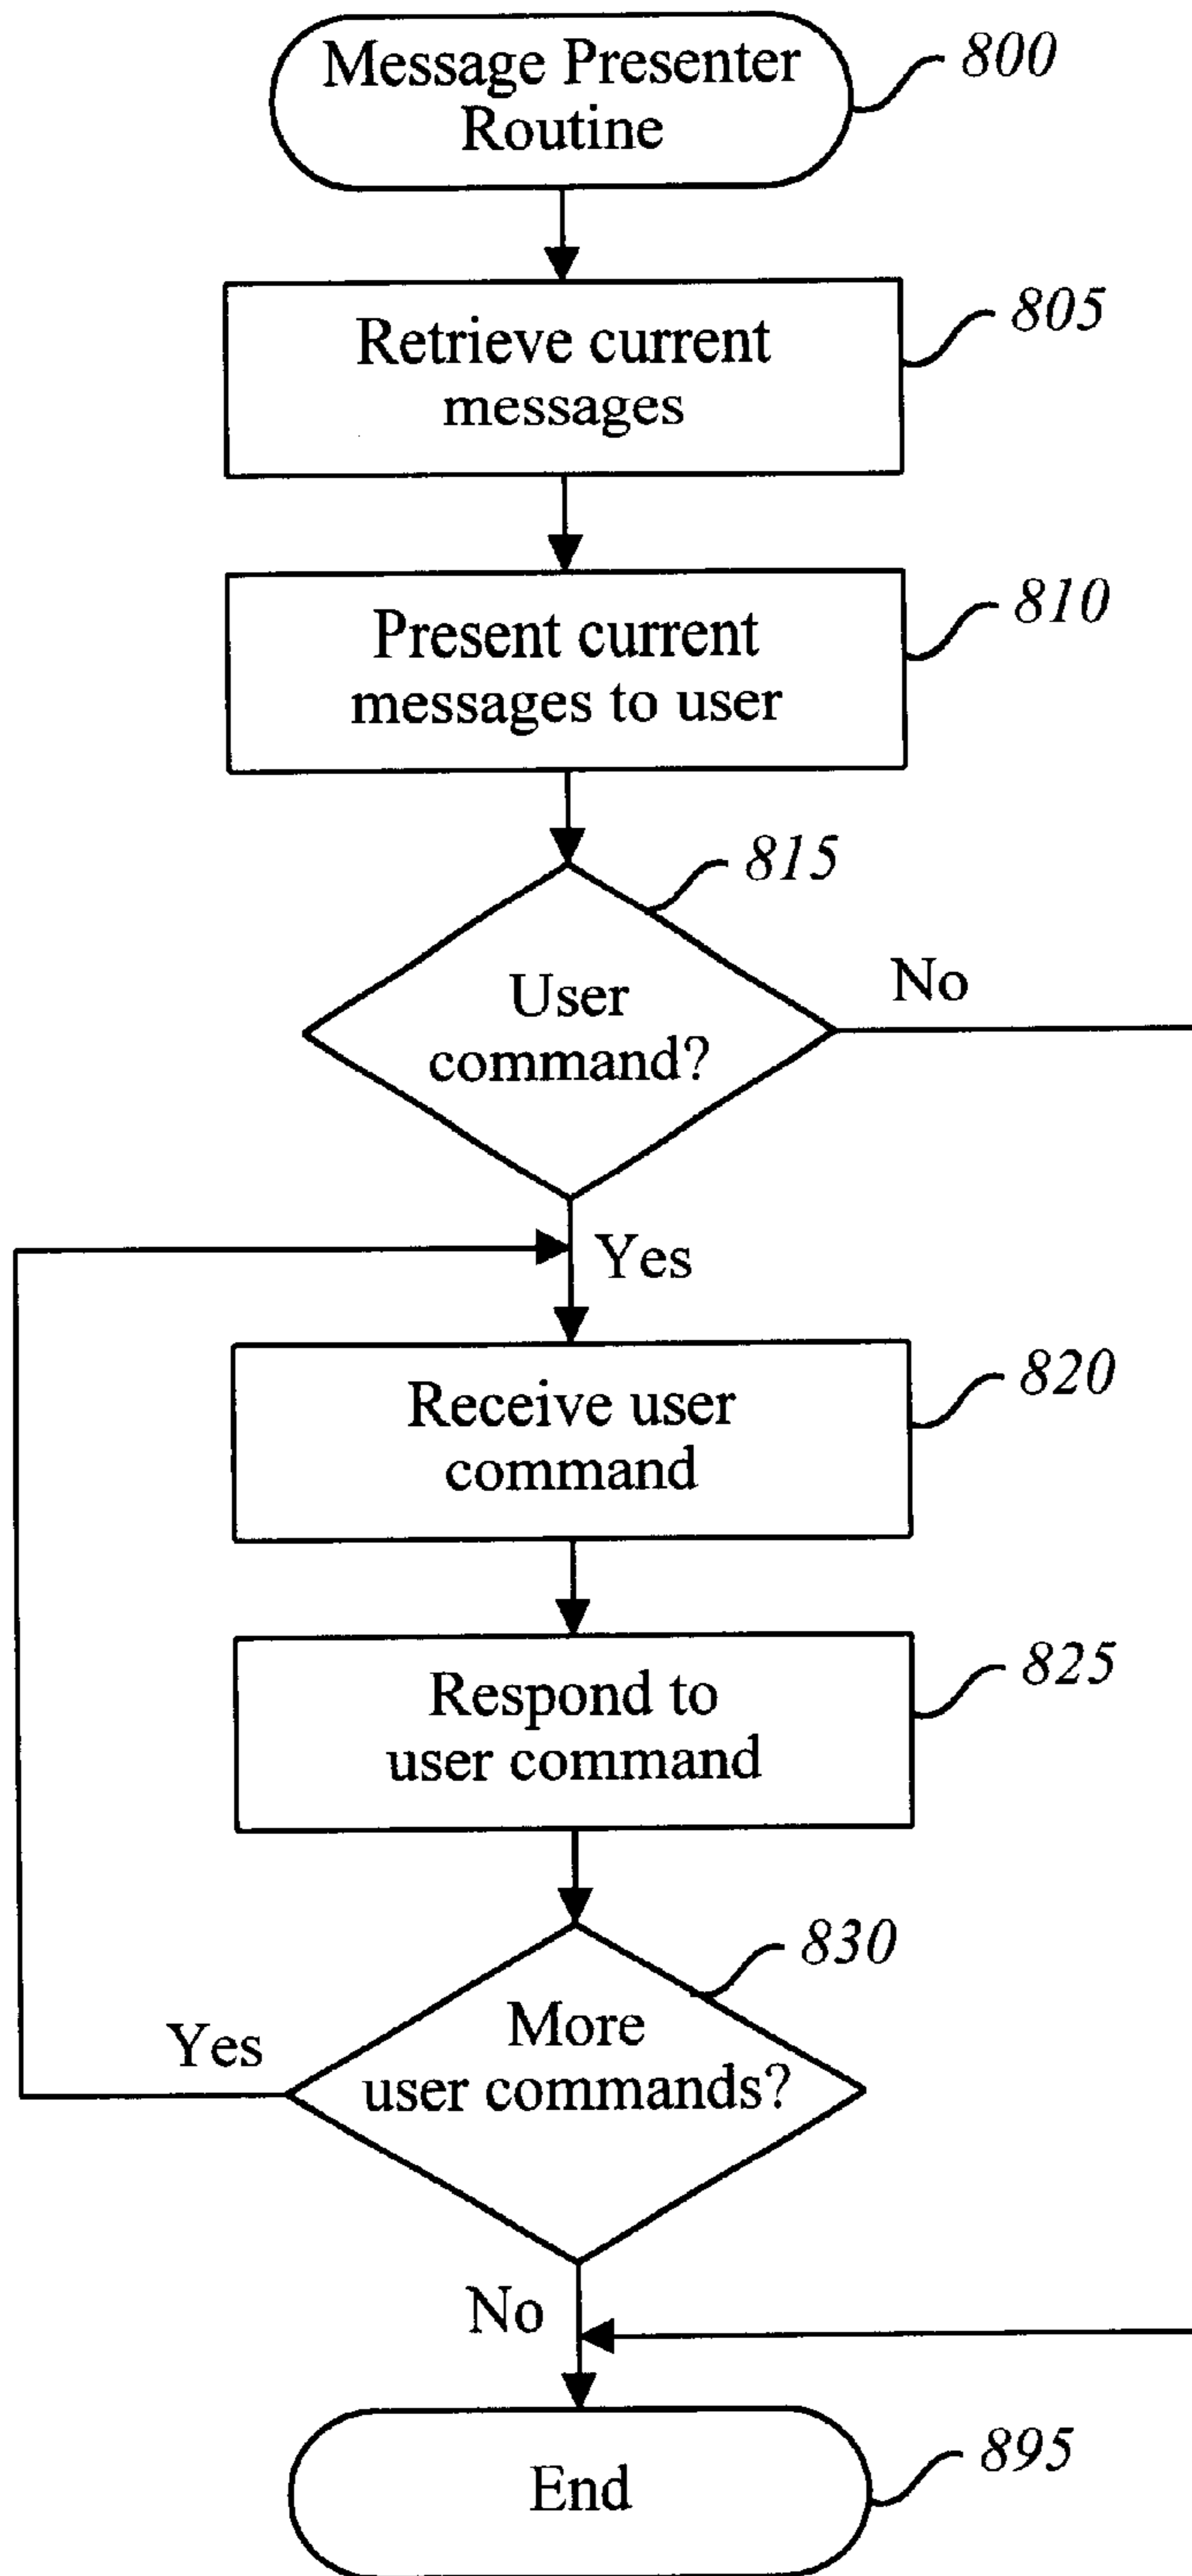 Message Presenter
Routine
800
Retrieve current
messages
805
Present current
messages to user
810
815
User
command?
No
Yes
Receive user
command
820
Respond to
user command
825
830
More
user commands?
Yes
No
End
895